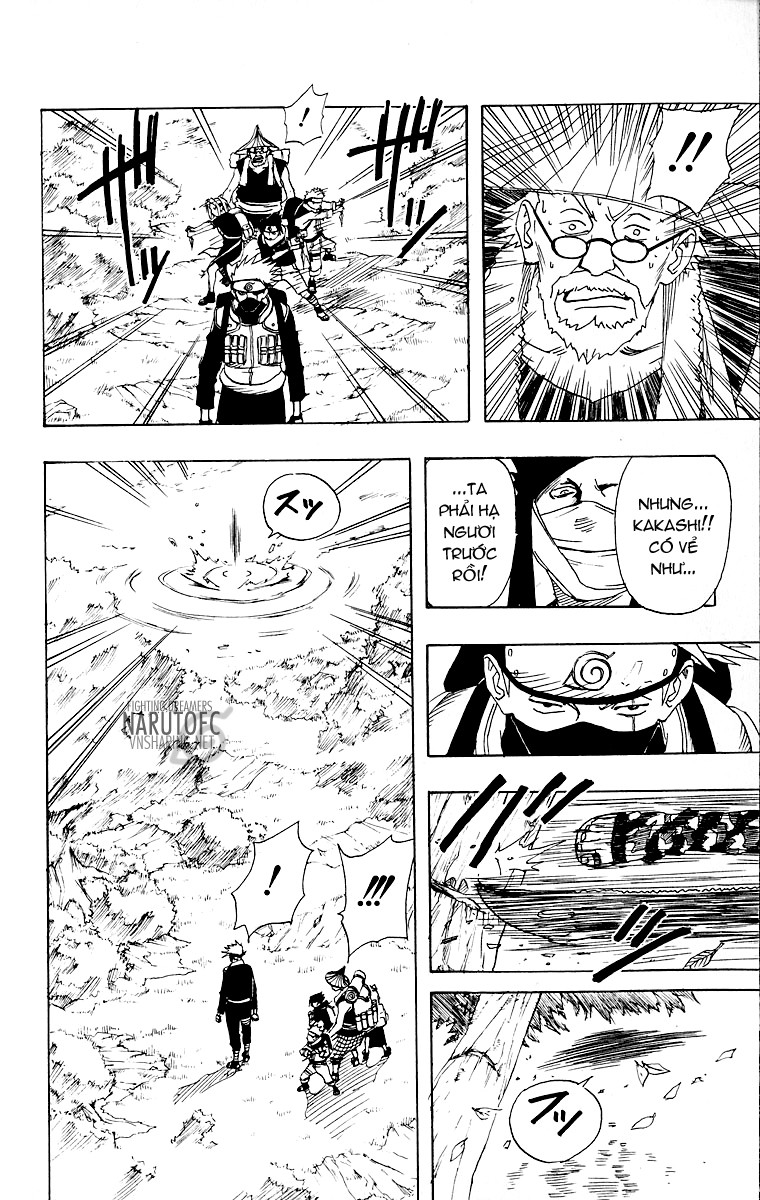 !!
!
NHƯNG...
KAKASHI!!
CÓ VẺ
NHƯ...
...TA
PHẢI HẠ
NGƯƠI
TRƯỚC
RỒI!
フッ
スッ
!
!!!
FIGHTING DREAMERS
NARUTOFC
VNSHARING.NET